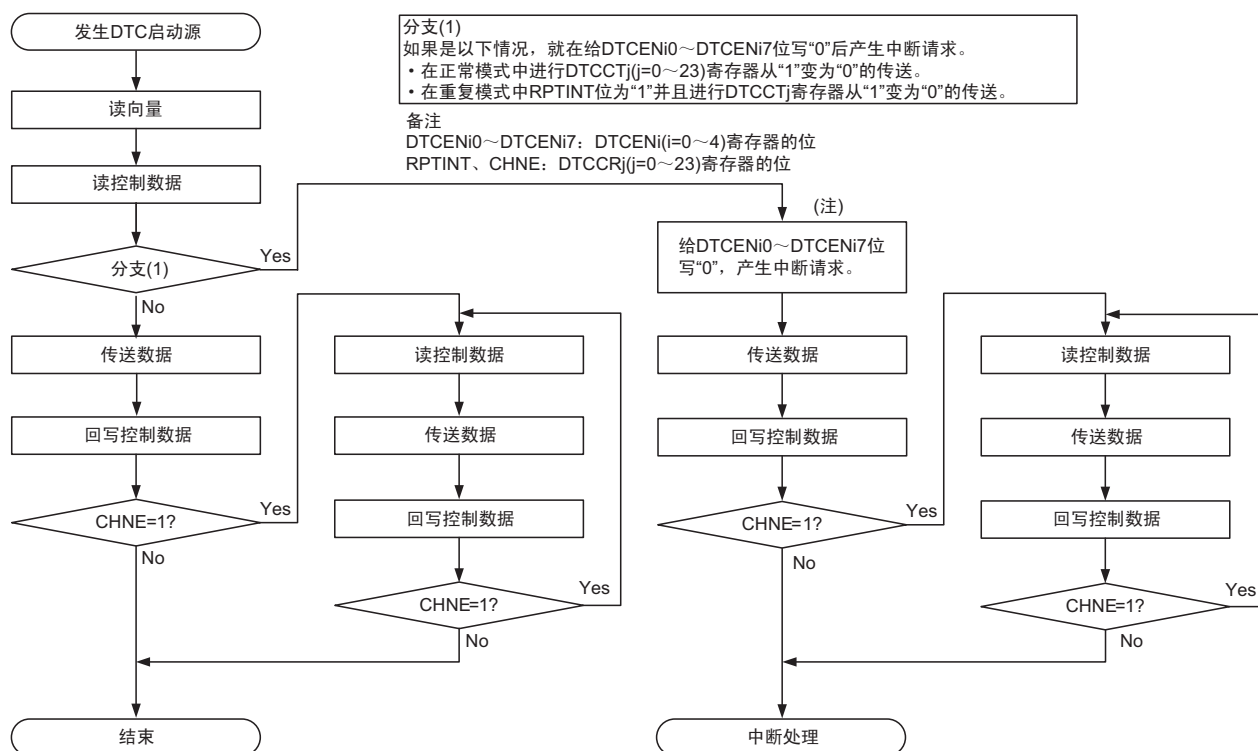 发生DTC启动源
分支(1)
如果是以下情况，就在给DTCENi0～DTCENi7位写“0”后产生中断请求。
・在正常模式中进行DTCCTj(j=0～23)寄存器从“1”变为“0”的传送。
・在重复模式中RPTINT位为“1”并且进行DTCCTj寄存器从“1”变为“0”的传送。
备注
DTCENi0～DTCENi7：DTCENi(i=0～4)寄存器的位
RPTINT、CHNE：DTCCRj(j=0～23)寄存器的位
读向量
读控制数据
分支(1)
Yes
No
传送数据
回写控制数据
CHNE=1?
Yes
No
读控制数据
传送数据
回写控制数据
CHNE=1?
Yes
No
结束
(注)
给DTCENi0～DTCENi7位
写“0”，产生中断请求。
传送数据
回写控制数据
CHNE=1?
Yes
No
读控制数据
传送数据
回写控制数据
CHNE=1?
Yes
No
中断处理